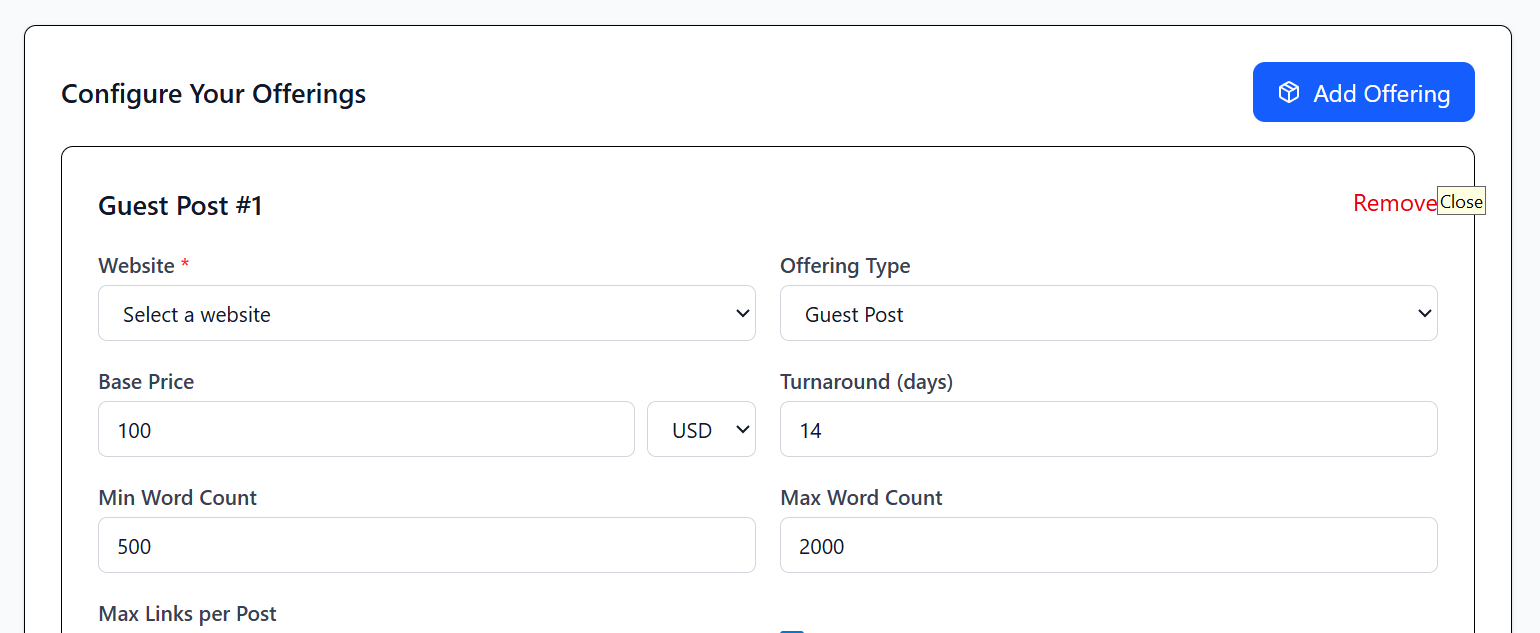 Configure Your Offerings
Add Offering
Guest Post #1
Remove
Close
Website *
Offering Type
Select a website
Guest Post
Base Price
Turnaround (days)
100
USD
14
Min Word Count
Max Word Count
500
2000
Max Links per Post